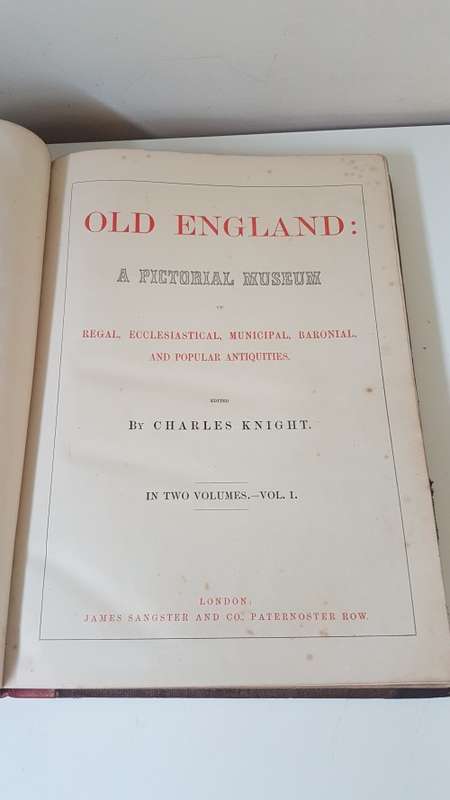 OLD ENGLAND:
A PICTORIAL MUSEUM
OF
REGAL, ECCLESIASTICAL, MUNICIPAL, BARONIAL,
AND POPULAR ANTIQUITIES.
EDITED
BY CHARLES KNIGHT.
IN TWO VOLUMES.—VOL. I.
LONDON:
JAMES SANGSTER AND CO., PATERNOSTER ROW.